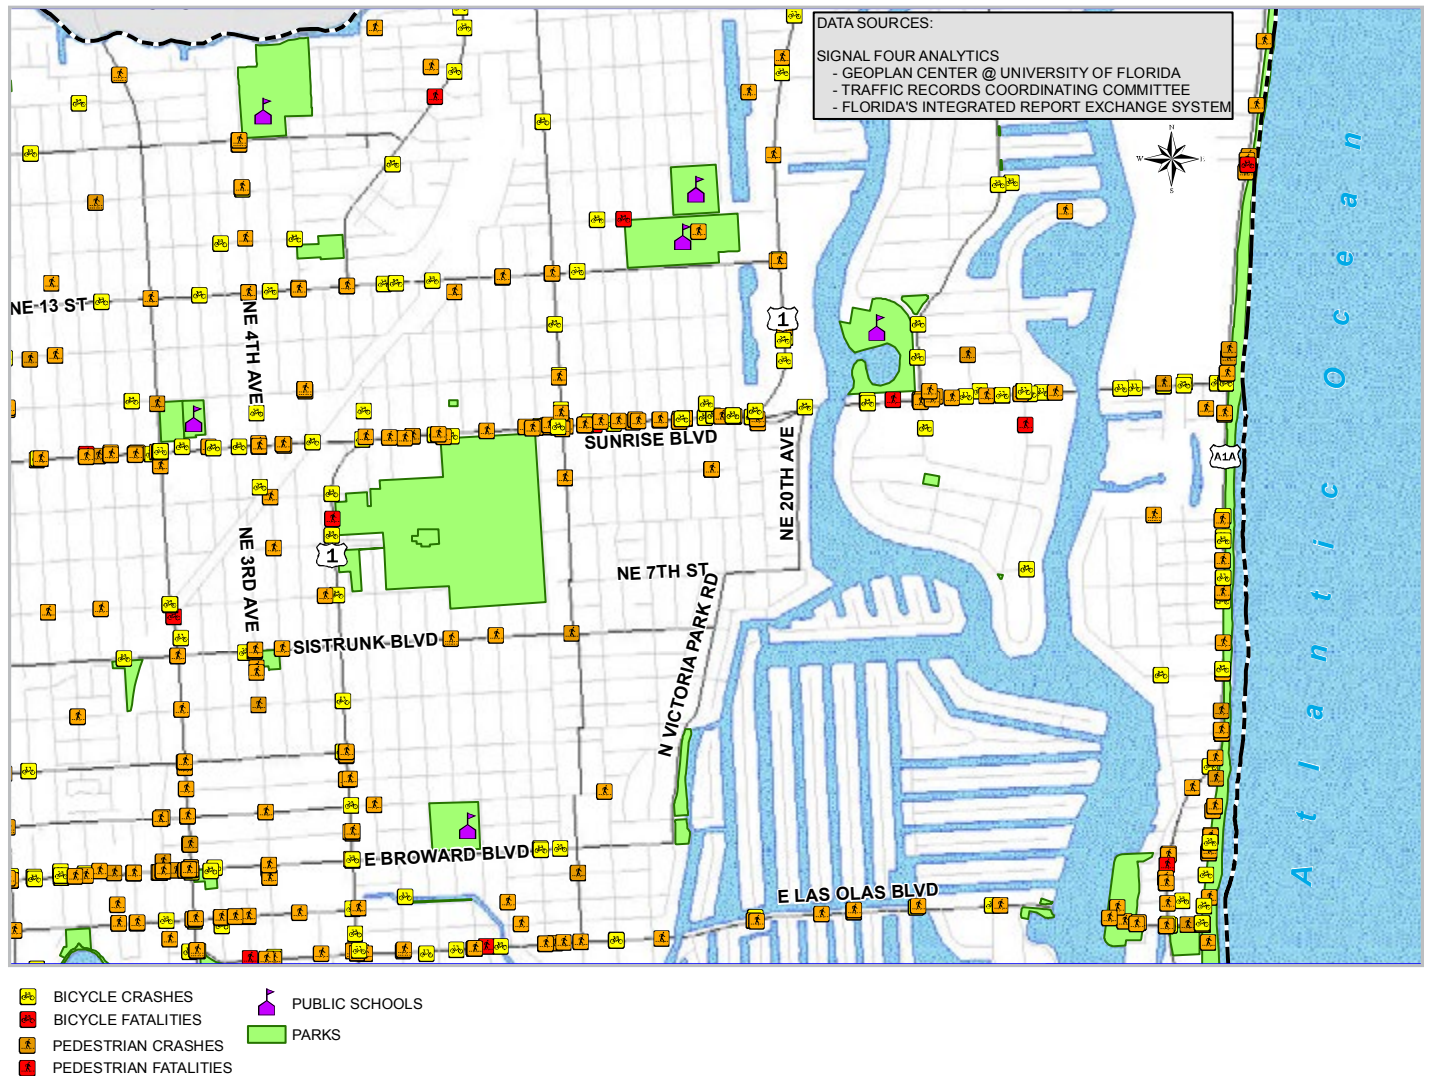 DATA SOURCES:
SIGNAL FOUR ANALYTICS
- GEOPLAN CENTER @ UNIVERSITY OF FLORIDA
- TRAFFIC RECORDS COORDINATING COMMITTEE
- FLORIDA'S INTEGRATED REPORT EXCHANGE SYSTEM
N
W
E
S
Atlantic Ocean
NE 13 ST
NE 4TH AVE
1
SUNRISE BLVD
NE 20TH AVE
A1A
NE 3RD AVE
1
NE 7TH ST
N VICTORIA PARK RD
SISTRUNK BLVD
E BROWARD BLVD
E LAS OLAS BLVD
BICYCLE CRASHES
BICYCLE FATALITIES
PEDESTRIAN CRASHES
PEDESTRIAN FATALITIES
PUBLIC SCHOOLS
PARKS